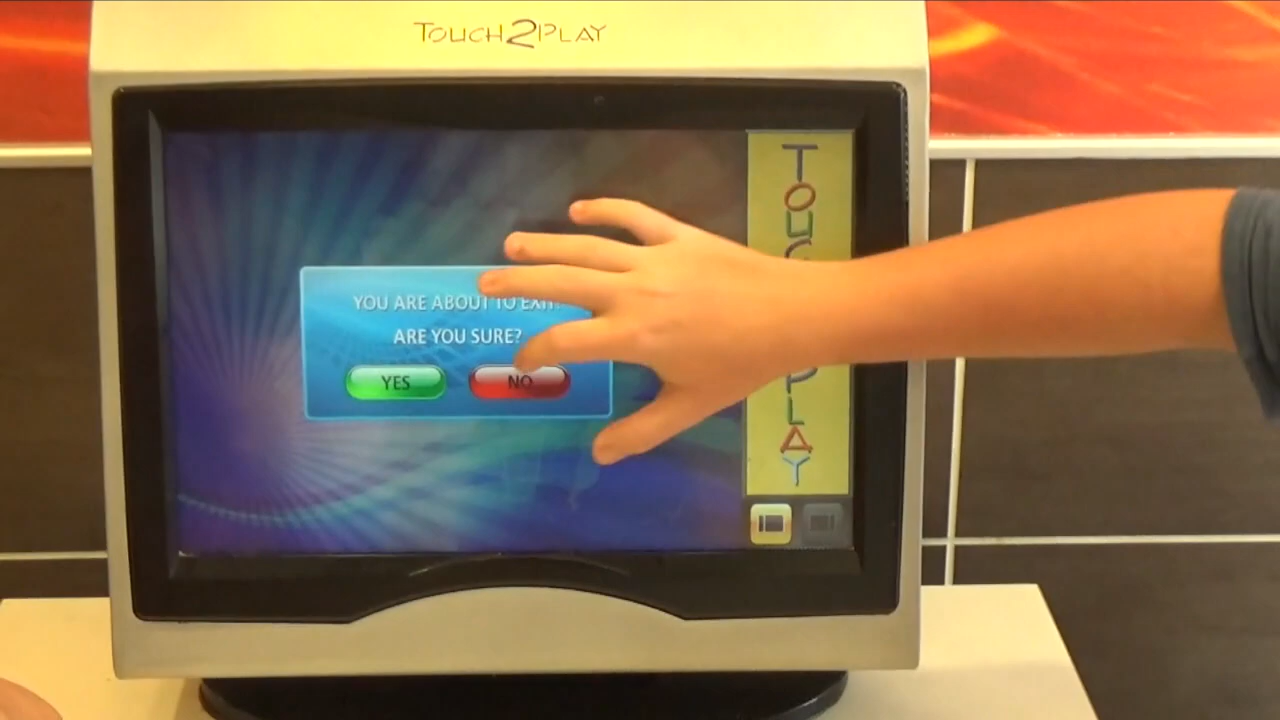 TOUCH2PLAY
YOU ARE ABOUT TO EXIT.
ARE YOU SURE?
YES
NO